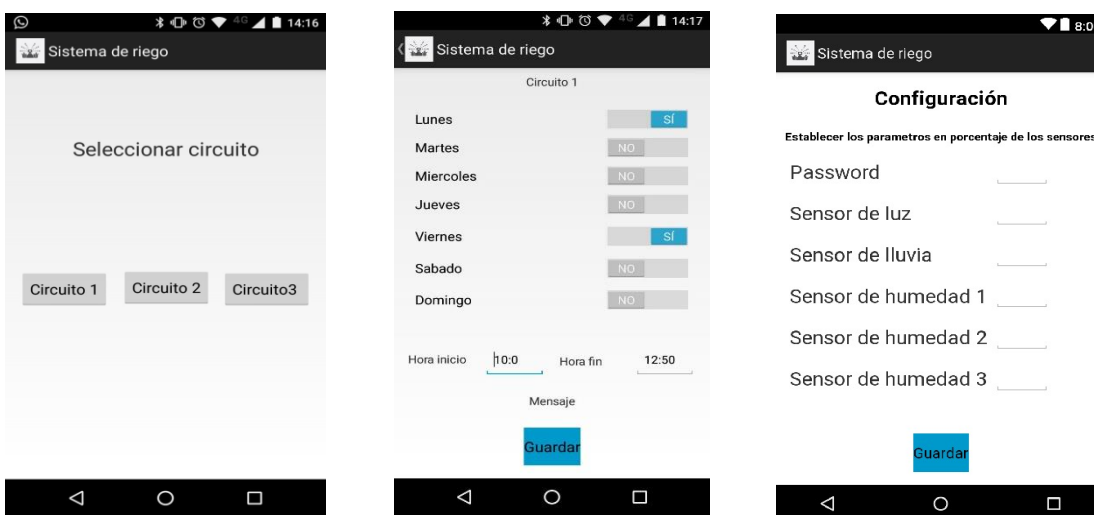 4G 14:16
Sistema de riego
Seleccionar circuito
Circuito 1
Circuito 2
Circuito3
4G 14:17
Sistema de riego
Circuito 1
Lunes SÍ
Martes NO
Miercoles NO
Jueves NO
Viernes SÍ
Sabado NO
Domingo NO
Hora inicio 10:0 Hora fin 12:50
Mensaje
Guardar
Sistema de riego
Configuración
Establecer los parametros en porcentaje de los sensores
Password
Sensor de luz
Sensor de lluvia
Sensor de humedad 1
Sensor de humedad 2
Sensor de humedad 3
Guardar